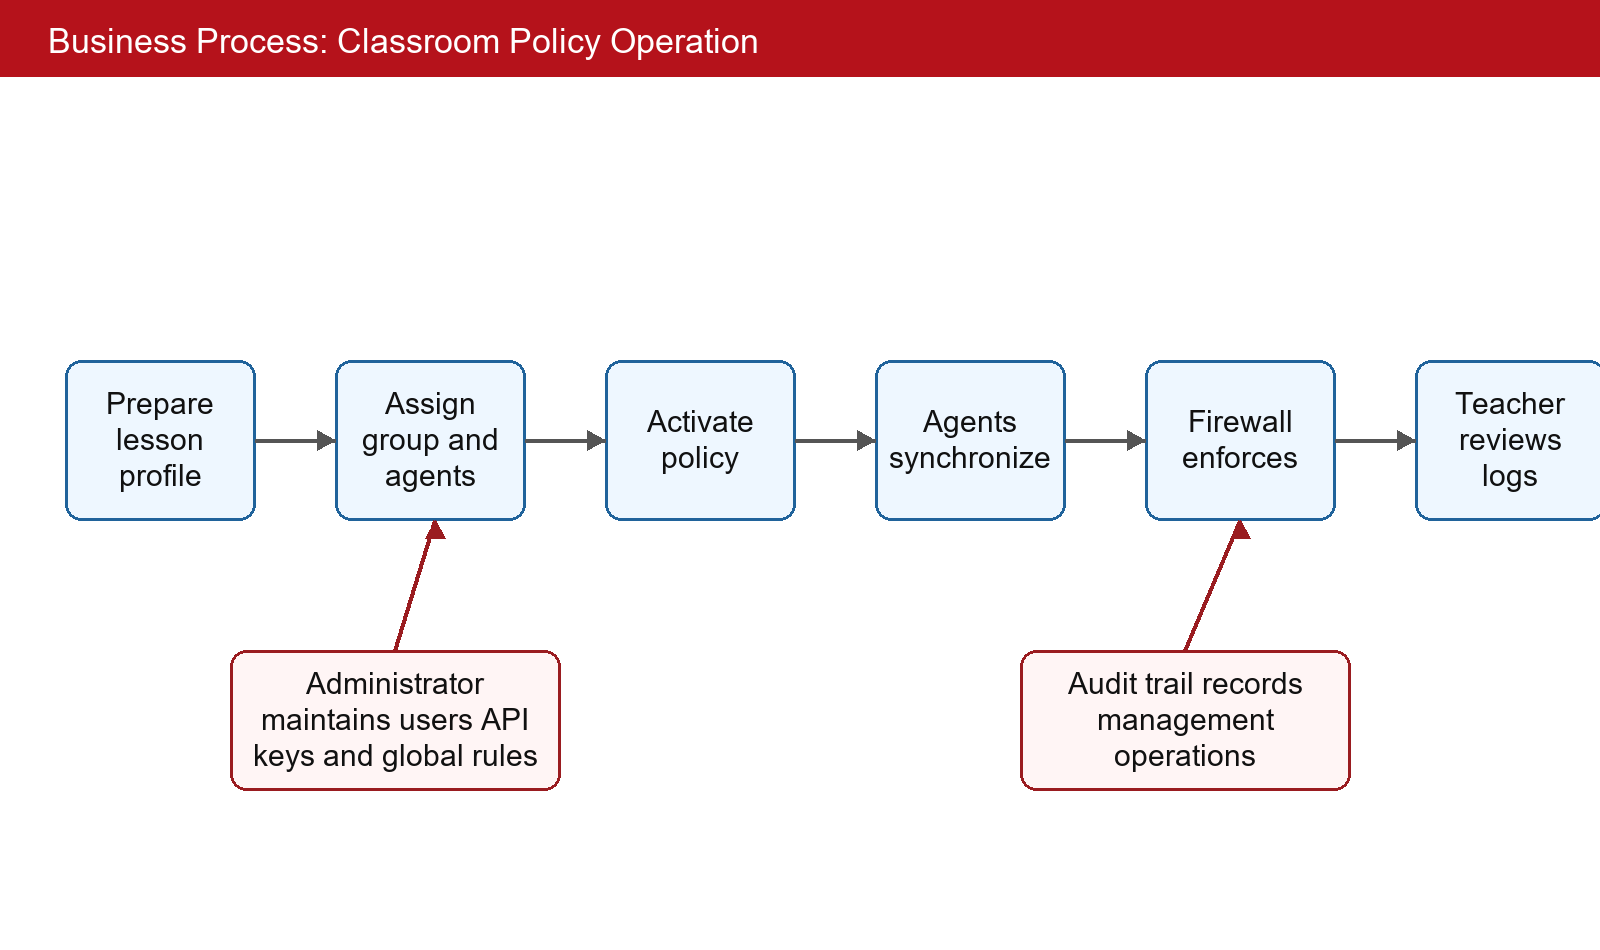 Business Process: Classroom Policy Operation
Prepare
lesson
profile
Assign
group and
agents
Activate
policy
Agents
synchronize
Firewall
enforces
Teacher
reviews
logs
Administrator
maintains users API
keys and global rules
Audit trail records
management
operations